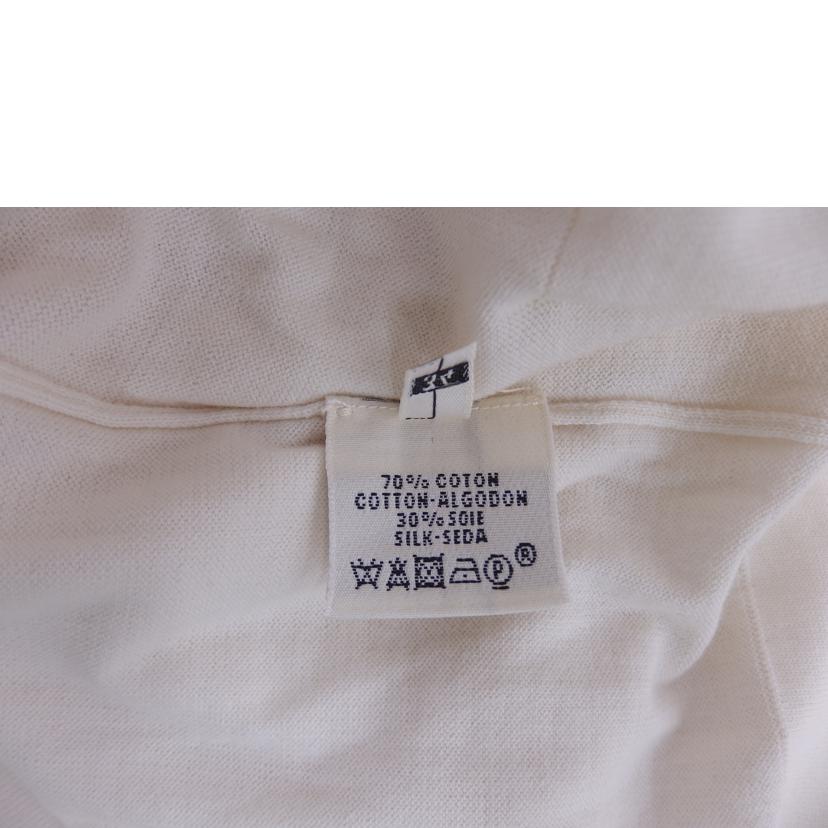 70% COTON
COTTON-ALGODON
30% SOIE
SILK-SEDA
P ®